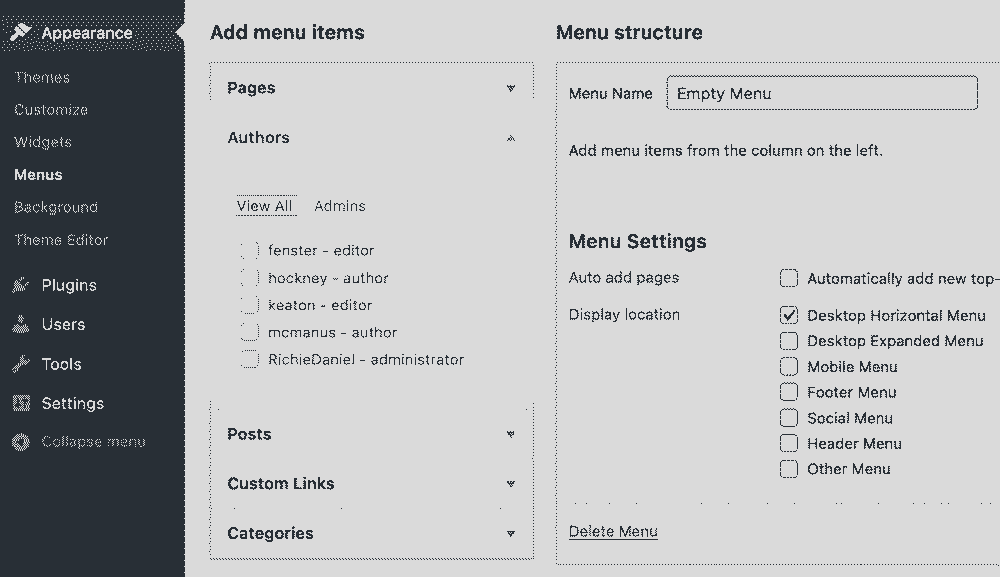 Appearance
Themes
Customize
Widgets
Menus
Background
Theme Editor
Plugins
Users
Tools
Settings
Collapse menu
Add menu items
Pages
Authors
View All Admins
fenster - editor
hockney - author
keaton - editor
mcmanus - author
RichieDaniel - administrator
Posts
Custom Links
Categories
Menu structure
Menu Name Empty Menu
Add menu items from the column on the left.
Menu Settings
Auto add pages Automatically add new top-
Display location Desktop Horizontal Menu
Desktop Expanded Menu
Mobile Menu
Footer Menu
Social Menu
Header Menu
Other Menu
Delete Menu